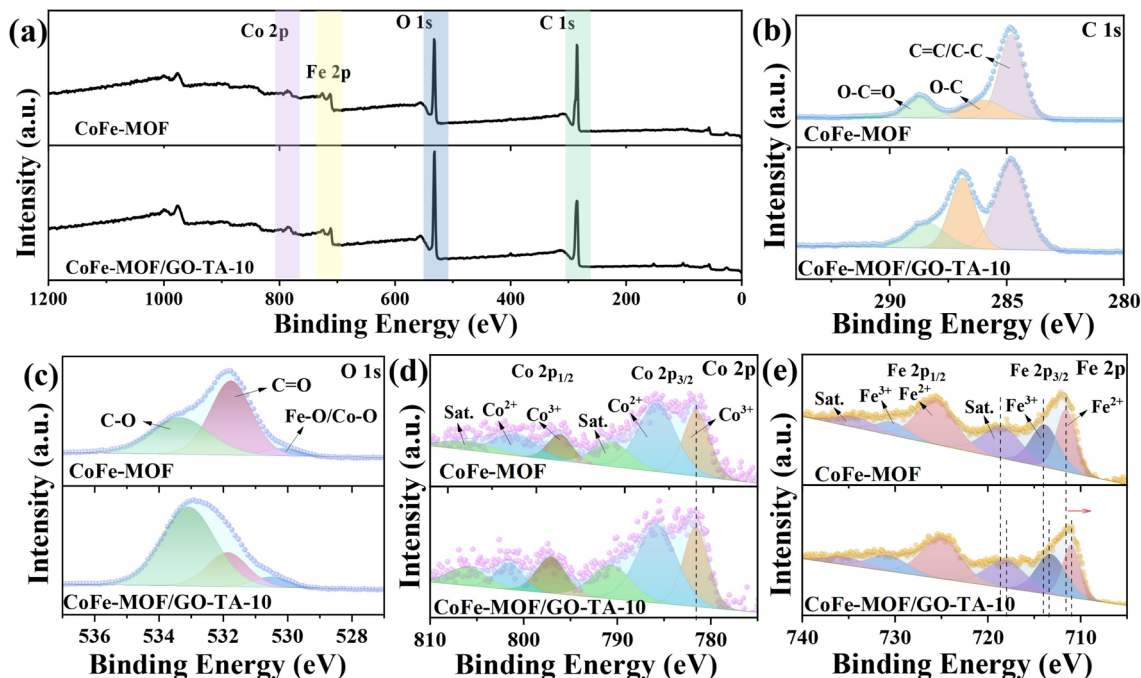 (a)
Co 2p
Fe 2p
O 1s
C 1s
CoFe-MOF
CoFe-MOF/GO-TA-10
Intensity (a.u.)
1200 1000 800 600 400 200 0
Binding Energy (eV)
(b)
C 1s
C=C/C-C
O-C=O
O-C
CoFe-MOF
CoFe-MOF/GO-TA-10
Intensity (a.u.)
290 285 280
Binding Energy (eV)
(c)
O 1s
C=O
C-O
Fe-O/Co-O
CoFe-MOF
CoFe-MOF/GO-TA-10
Intensity (a.u.)
536 534 532 530 528
Binding Energy (eV)
(d)
Co 2p1/2 Co 2p3/2 Co 2p
Sat. Co2+ Co3+ Sat. Co2+ Co3+
CoFe-MOF
CoFe-MOF/GO-TA-10
Intensity (a.u.)
810 800 790 780
Binding Energy (eV)
(e)
Fe 2p1/2 Fe 2p3/2 Fe 2p
Sat. Fe3+ Fe2+ Sat. Fe3+ Fe2+
CoFe-MOF
CoFe-MOF/GO-TA-10
Intensity (a.u.)
740 730 720 710
Binding Energy (eV)